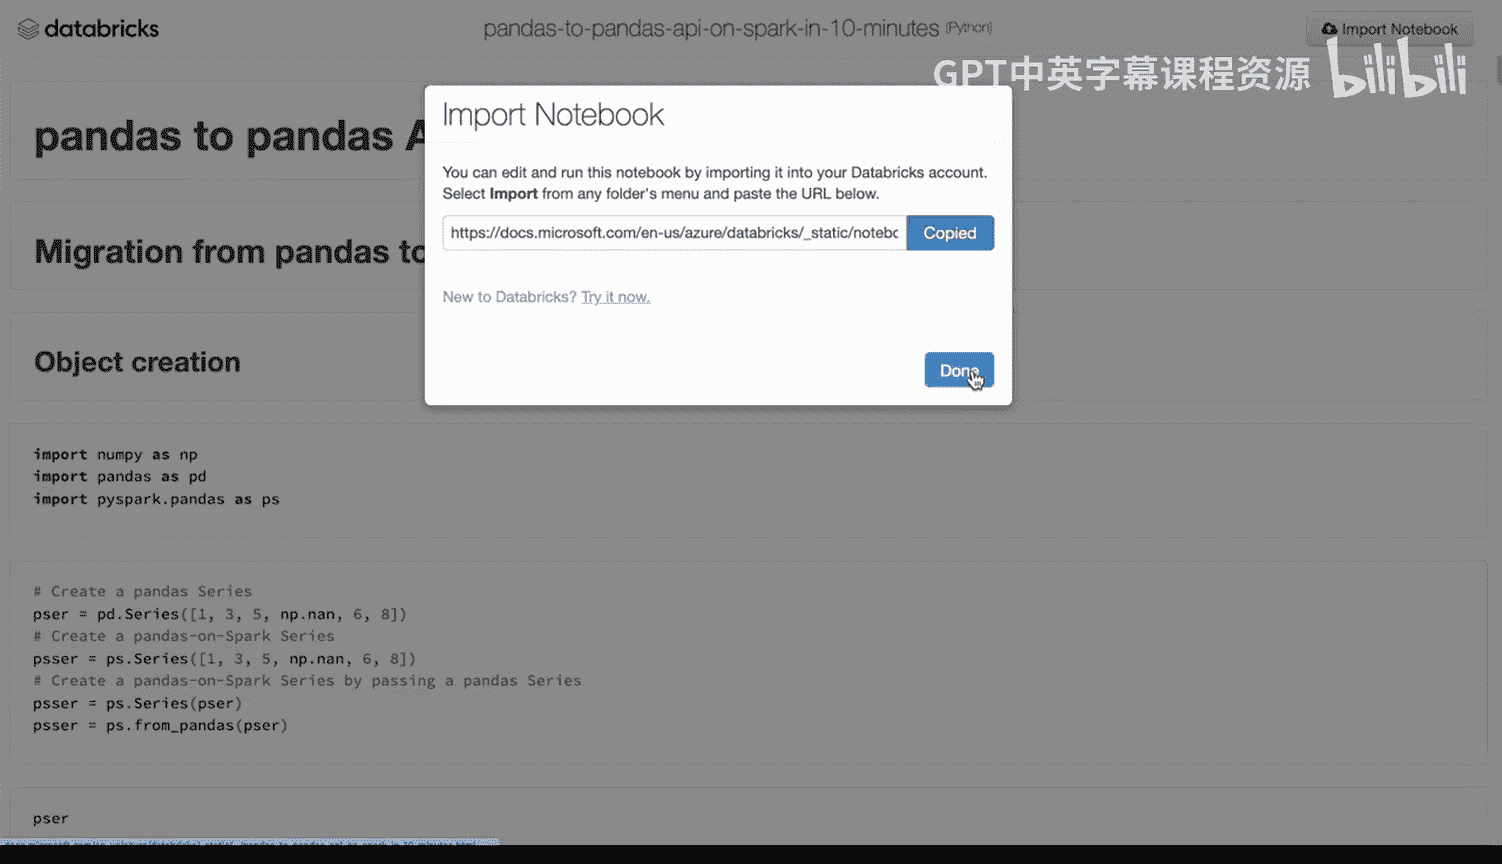 databricks
pandas-to-pandas-api-on-spark-in-10-minutes (Python)
Import Notebook
GPT中英字幕课程资源 bilibili
pandas to pandas A
Import Notebook
You can edit and run this notebook by importing it into your Databricks account.
Select Import from any folder's menu and paste the URL below.
https://docs.microsoft.com/en-us/azure/databricks/_static/notebo
Copied
Migration from pandas to
New to Databricks? Try it now.
Done
Object creation
import numpy as np
import pandas as pd
import pyspark.pandas as ps
# Create a pandas Series
pser = pd.Series([1, 3, 5, np.nan, 6, 8])
# Create a pandas-on-Spark Series
psser = ps.Series([1, 3, 5, np.nan, 6, 8])
# Create a pandas-on-Spark Series by passing a pandas Series
psser = ps.Series(pser)
psser = ps.from_pandas(pser)
pser